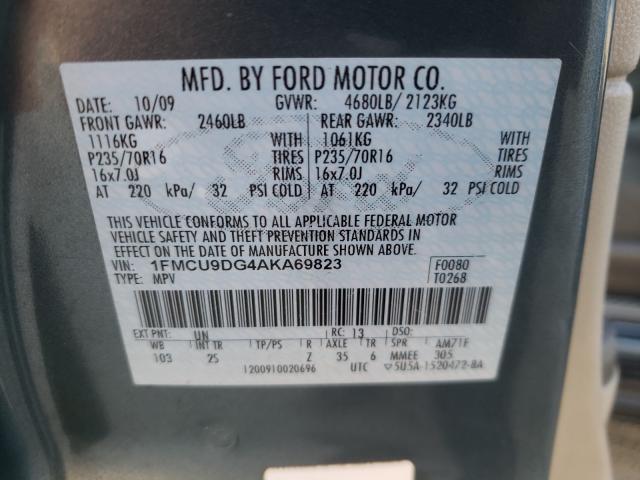 MFD. BY FORD MOTOR CO.
DATE: 10/09 GVWR: 4680LB/ 2123KG
FRONT GAWR: 2460LB REAR GAWR: 2340LB
1116KG WITH 1061KG WITH
P235/70R16 TIRES P235/70R16 TIRES
16x7.0J RIMS 16x7.0J RIMS
AT 220 kPa/ 32 PSI COLD AT 220 kPa/ 32 PSI COLD
THIS VEHICLE CONFORMS TO ALL APPLICABLE FEDERAL MOTOR
VEHICLE SAFETY AND THEFT PREVENTION STANDARDS IN
EFFECT ON THE DATE OF MANUFACTURE SHOWN ABOVE.
VIN: 1FMCU9DG4AKA69823 F0080
TYPE: MPV T0268
EXT PNT: UN RC: 13 DSO:
WB INT TR TP/PS R AXLE TR SPR AM71F
103 2S Z 35 6 MMEE 305
1200910020696 UTC 5U5A-1520472-BA